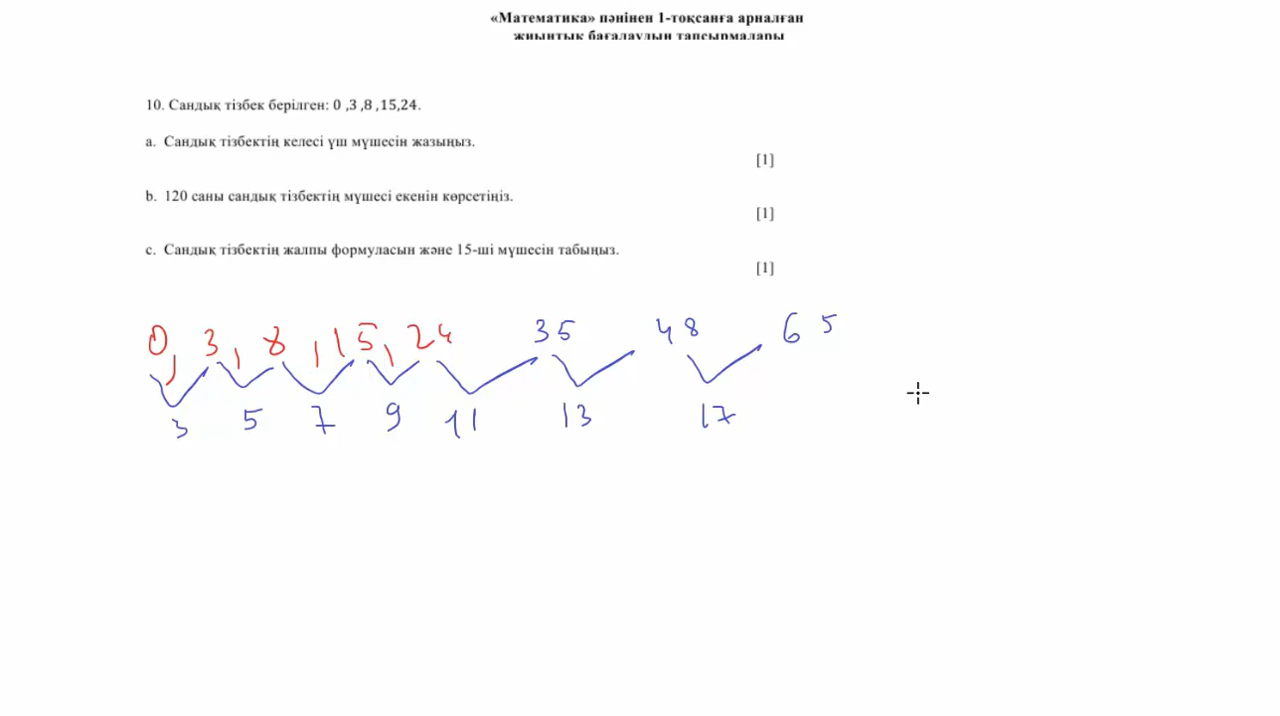 «Математика» пәнінен 1-тоқсанға арналған
жиынтық бағалаудың тапсырмалары
10. Сандық тізбек берілген: 0 ,3 ,8 ,15,24.
a. Сандық тізбектің келесі үш мүшесін жазыңыз.
[1]
b. 120 саны сандық тізбектің мүшесі екенін көрсетіңіз.
[1]
c. Сандық тізбектің жалпы формуласын және 15-ші мүшесін табыңыз.
[1]
0, 3, 8, 15, 24 35 48 65
3 5 7 9 11 13 17